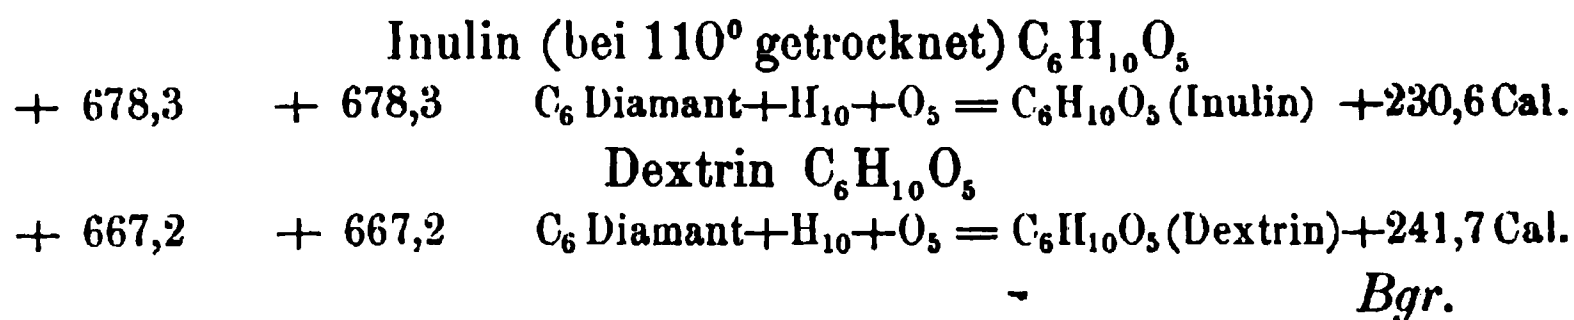 Inulin (bei 110⁰ getrocknet) C₆H₁₀O₅
+ 678,3 + 678,3 C₆ Diamant+H₁₀+O₅ = C₆H₁₀O₅ (Inulin) +230,6 Cal.
Dextrin C₆H₁₀O₅
+ 667,2 + 667,2 C₆ Diamant+H₁₀+O₅ = C₆H₁₀O₅ (Dextrin)+241,7 Cal.
Bgr.